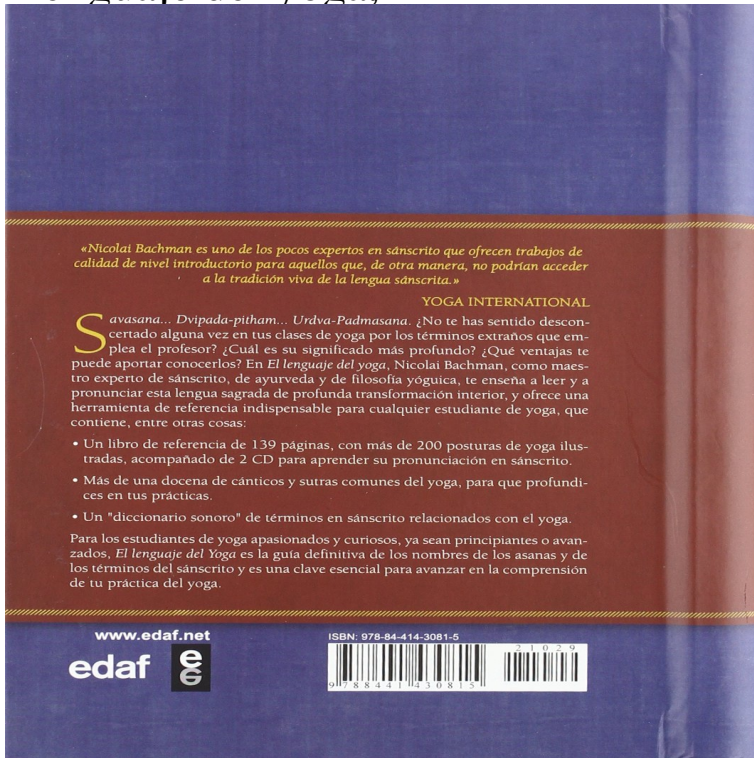 «Nicolai Bachman es uno de los pocos expertos en sánscrito que ofrecen trabajos de
calidad de nivel introductorio para aquellos que, de otra manera, no podrían acceder
a la tradición viva de la lengua sánscrita.»
YOGA INTERNATIONAL
Savasana... Dvipada-pitham... Urdva-Padmasana. ¿No te has sentido descon-
certado alguna vez en tus clases de yoga por los términos extraños que em-
plea el profesor? ¿Cuál es su significado más profundo? ¿Qué ventajas te
puede aportar conocerlos? En El lenguaje del yoga, Nicolai Bachman, como maes-
tro experto de sánscrito, de ayurveda y de filosofía yóguica, te enseña a leer y a
pronunciar esta lengua sagrada de profunda transformación interior, y ofrece una
herramienta de referencia indispensable para cualquier estudiante de yoga, que
contiene, entre otras cosas:
• Un libro de referencia de 139 páginas, con más de 200 posturas de yoga ilus-
tradas, acompañado de 2 CD para aprender su pronunciación en sánscrito.
• Más de una docena de cánticos y sutras comunes del yoga, para que profundi-
ces en tus prácticas.
• Un "diccionario sonoro" de términos en sánscrito relacionados con el yoga.
Para los estudiantes de yoga apasionados y curiosos, ya sean principiantes o avan-
zados, El lenguaje del Yoga es la guía definitiva de los nombres de los asanas y de
los términos del sánscrito y es una clave esencial para avanzar en la comprensión
de tu práctica del yoga.
www.edaf.net
edaf
ISBN: 978-84-414-3081-5
21029
9 788441 430815